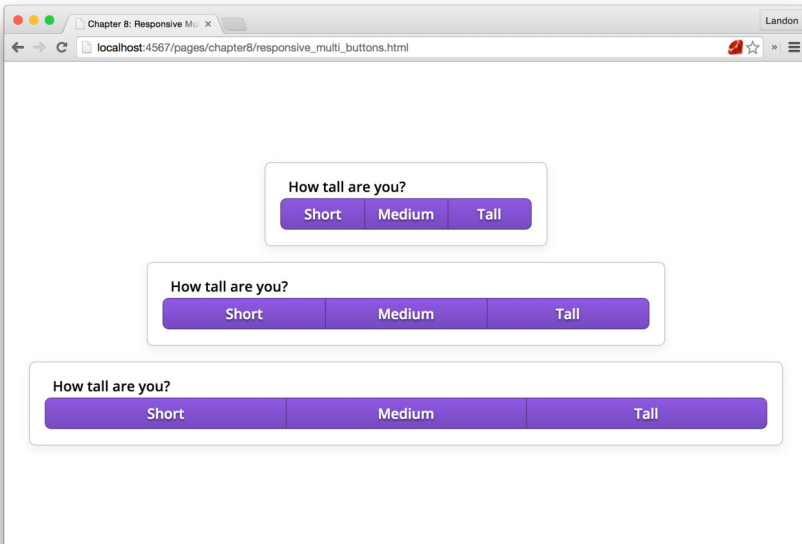 Chapter 8: Responsive Mul
Landon
localhost:4567/pages/chapter8/responsive_multi_buttons.html
How tall are you?
Short Medium Tall
How tall are you?
Short Medium Tall
How tall are you?
Short Medium Tall